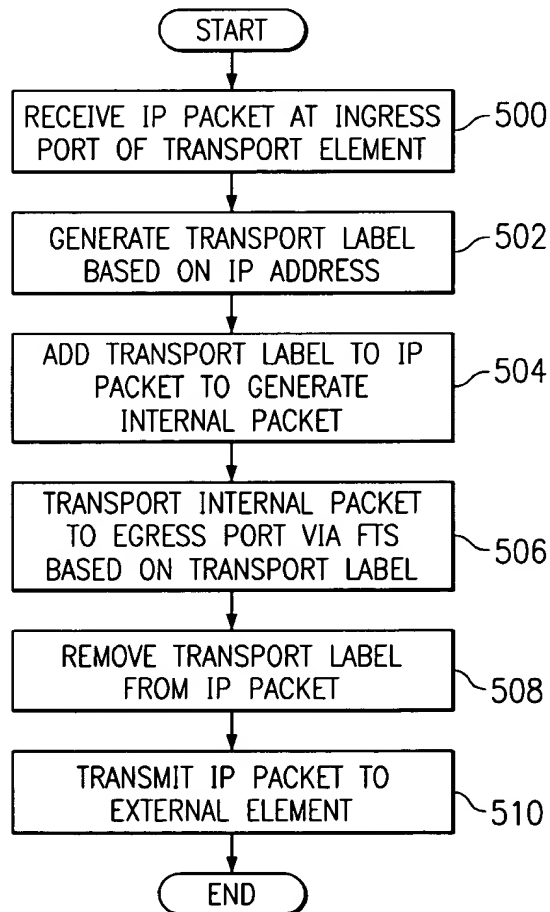 START
RECEIVE IP PACKET AT INGRESS
PORT OF TRANSPORT ELEMENT
500
GENERATE TRANSPORT LABEL
BASED ON IP ADDRESS
502
ADD TRANSPORT LABEL TO IP
PACKET TO GENERATE
INTERNAL PACKET
504
TRANSPORT INTERNAL PACKET
TO EGRESS PORT VIA FTS
BASED ON TRANSPORT LABEL
506
REMOVE TRANSPORT LABEL
FROM IP PACKET
508
TRANSMIT IP PACKET TO
EXTERNAL ELEMENT
510
END